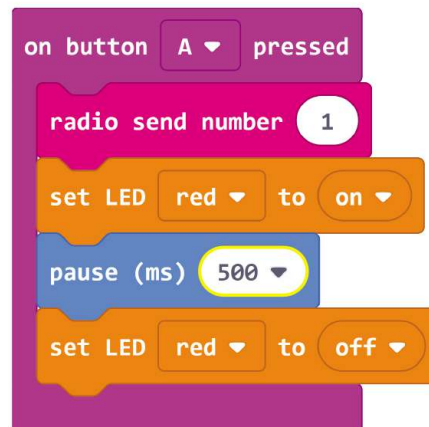 on button A pressed
radio send number 1
set LED red to on
pause (ms) 500
set LED red to off